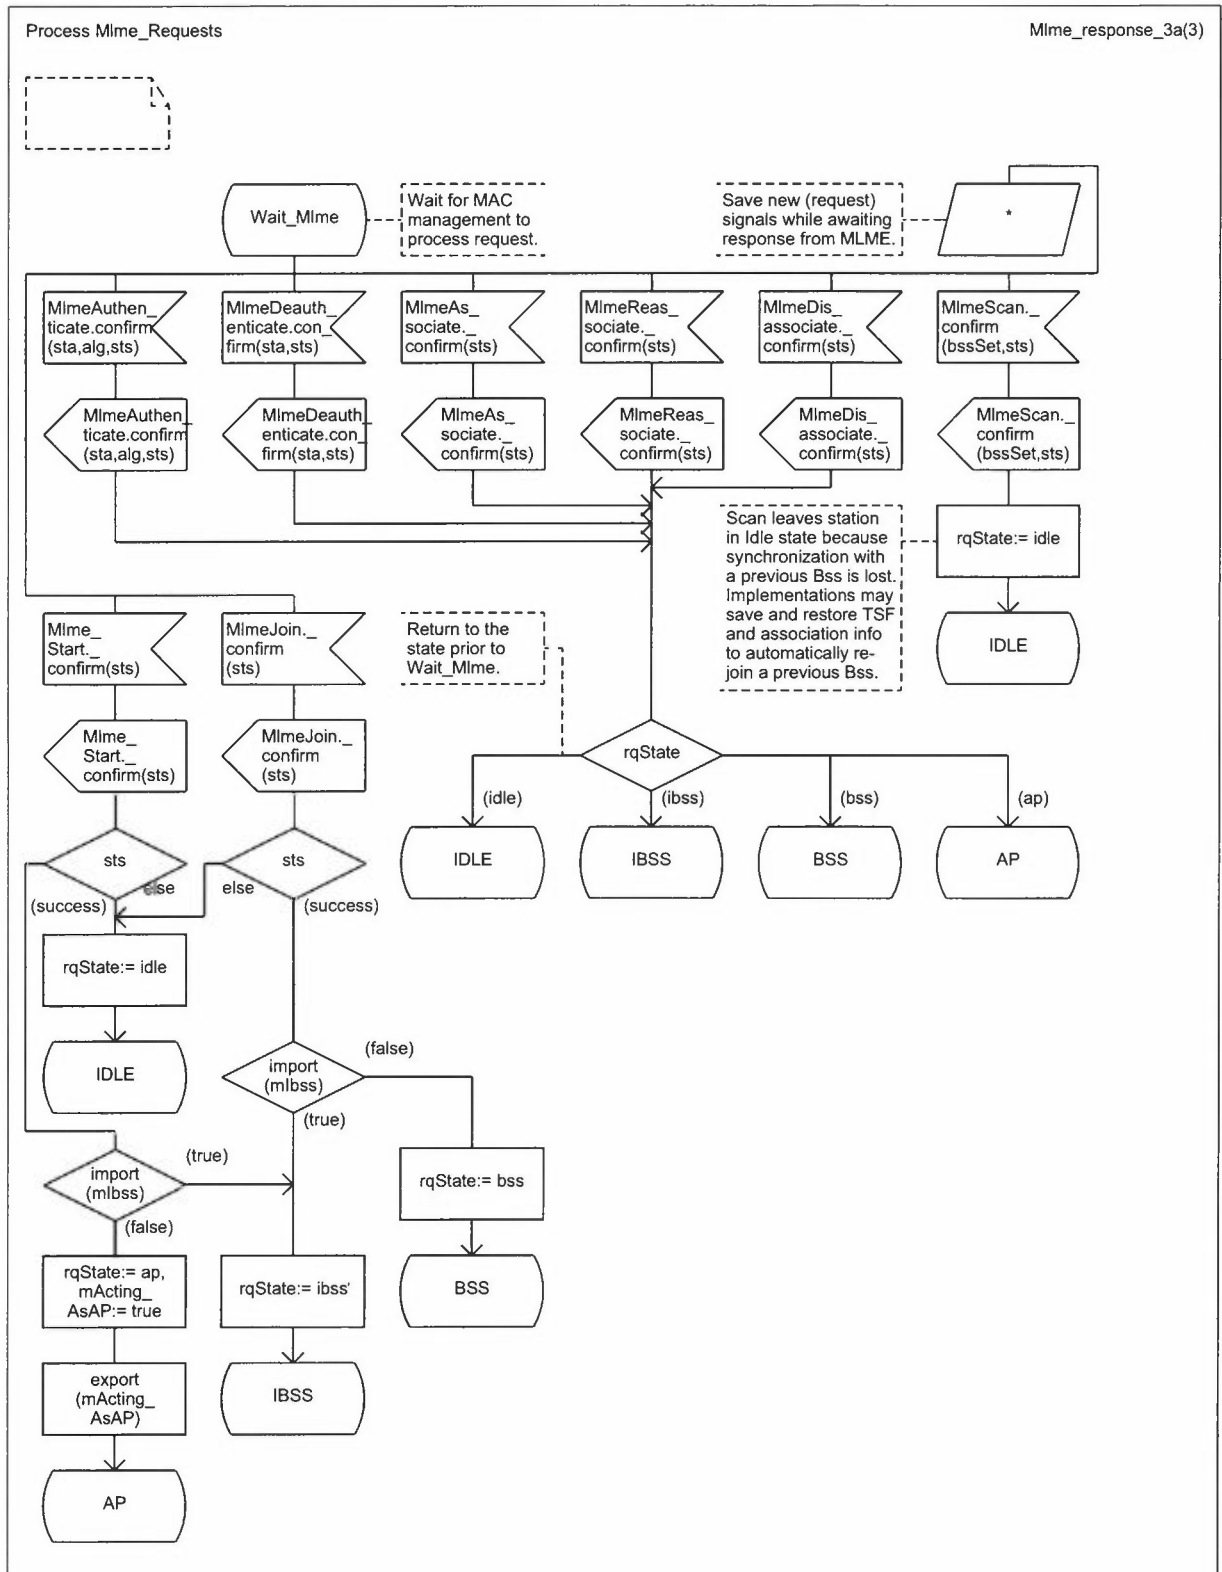 Process Mlme_Requests
Mlme_response_3a(3)
Wait_Mlme
Wait for MAC
management to
process request.
Save new (request)
signals while awaiting
response from MLME.
*
MlmeAuthen_
ticate.confirm
(sta,alg,sts)
MlmeDeauth_
enticate.con_
firm(sta,sts)
MlmeAs_
sociate._
confirm(sts)
MlmeReas_
sociate._
confirm(sts)
MlmeDis_
associate._
confirm(sts)
MlmeScan._
confirm
(bssSet,sts)
MlmeAuthen_
ticate.confirm
(sta,alg,sts)
MlmeDeauth
enticate.con_
firm(sta,sts)
MlmeAs_
sociate._
confirm(sts)
MlmeReas_
sociate._
confirm(sts)
MlmeDis_
associate._
confirm(sts)
MlmeScan._
confirm
(bssSet,sts)
Scan leaves station
in Idle state because
synchronization with
a previous Bss is lost.
Implementations may
save and restore TSF
and association info
to automatically re-
join a previous Bss.
rqState:= idle
IDLE
Mlme_
Start._
confirm(sts)
MlmeJoin._
confirm
(sts)
Return to the
state prior to
Wait_Mlme.
Mlme_
Start._
confirm(sts)
MlmeJoin._
confirm
(sts)
rqState
(idle)
(ibss)
(bss)
(ap)
IDLE
IBSS
BSS
AP
sts
else
(success)
sts
else
(success)
rqState:= idle
IDLE
import
(mIbss)
(false)
(true)
import
(mIbss)
(true)
(false)
rqState:= bss
BSS
rqState:= ap,
mActing_
AsAP:= true
rqState:= ibss'
export
(mActing_
AsAP)
IBSS
AP